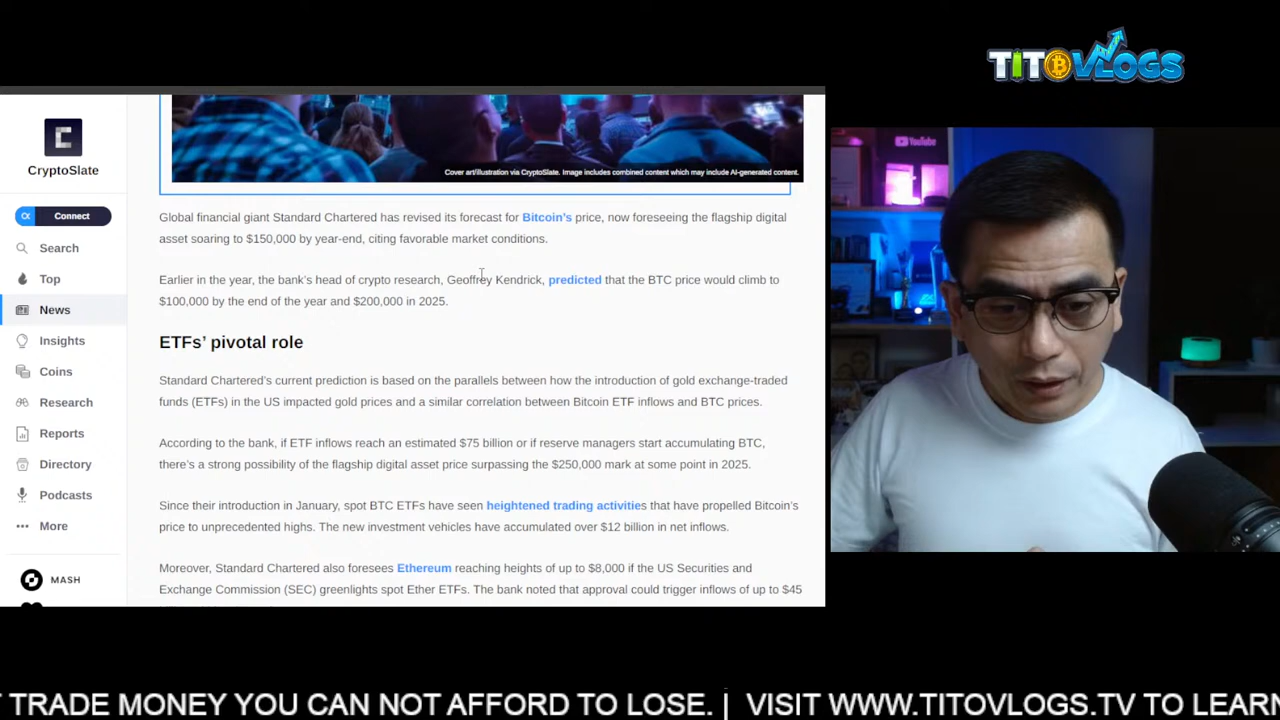 TITOVLOGS
YouTube
CryptoSlate
Connect
Search
Top
News
Insights
Coins
Research
Reports
Directory
Podcasts
More
MASH
Cover art/illustration via CryptoSlate. Image includes combined content which may include AI-generated content.
Global financial giant Standard Chartered has revised its forecast for Bitcoin's price, now foreseeing the flagship digital
asset soaring to $150,000 by year-end, citing favorable market conditions.
Earlier in the year, the bank's head of crypto research, Geoffrey Kendrick, predicted that the BTC price would climb to
$100,000 by the end of the year and $200,000 in 2025.
ETFs' pivotal role
Standard Chartered's current prediction is based on the parallels between how the introduction of gold exchange-traded
funds (ETFs) in the US impacted gold prices and a similar correlation between Bitcoin ETF inflows and BTC prices.
According to the bank, if ETF inflows reach an estimated $75 billion or if reserve managers start accumulating BTC,
there's a strong possibility of the flagship digital asset price surpassing the $250,000 mark at some point in 2025.
Since their introduction in January, spot BTC ETFs have seen heightened trading activities that have propelled Bitcoin's
price to unprecedented highs. The new investment vehicles have accumulated over $12 billion in net inflows.
Moreover, Standard Chartered also foresees Ethereum reaching heights of up to $8,000 if the US Securities and
Exchange Commission (SEC) greenlights spot Ether ETFs. The bank noted that approval could trigger inflows of up to $45
TRADE MONEY YOU CAN NOT AFFORD TO LOSE. | VISIT WWW.TITOVLOGS.TV TO LEARN